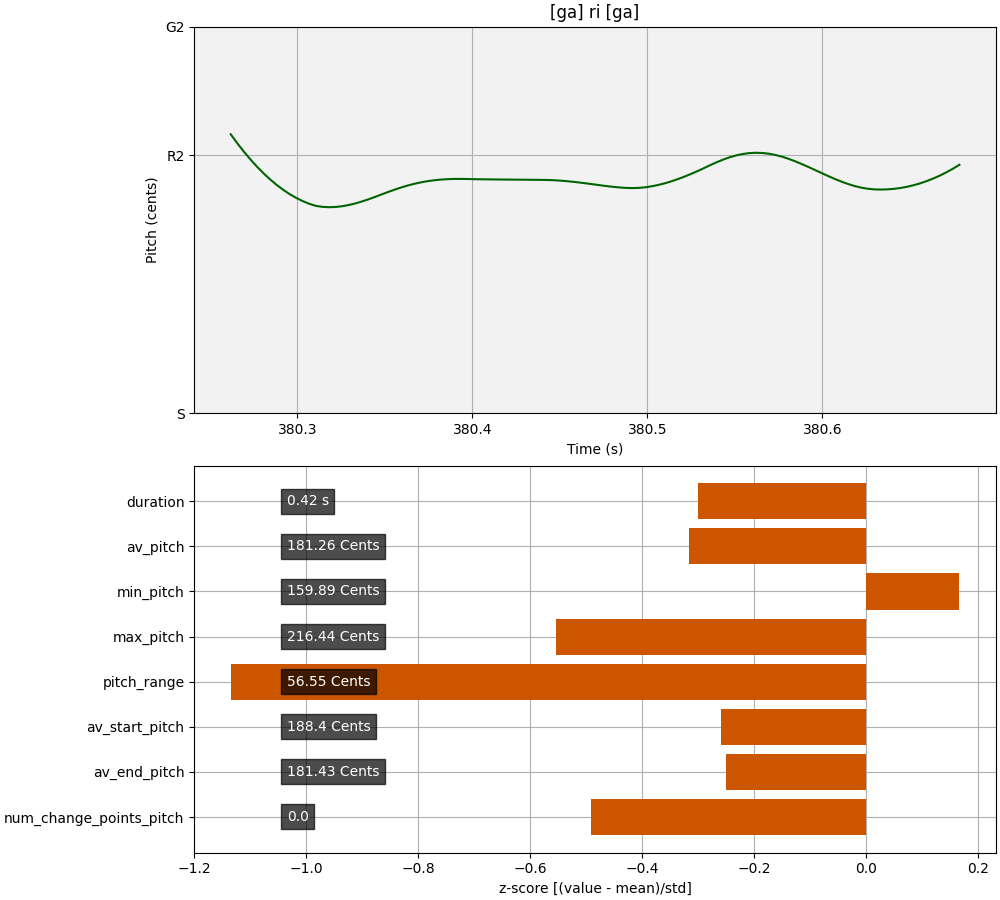 [ga] ri [ga]
G2
R2
S
Pitch (cents)
380.3 380.4 380.5 380.6
Time (s)
duration 0.42 s
av_pitch 181.26 Cents
min_pitch 159.89 Cents
max_pitch 216.44 Cents
pitch_range 56.55 Cents
av_start_pitch 188.4 Cents
av_end_pitch 181.43 Cents
num_change_points_pitch 0.0
−1.2 −1.0 −0.8 −0.6 −0.4 −0.2 0.0 0.2
z-score [(value - mean)/std]